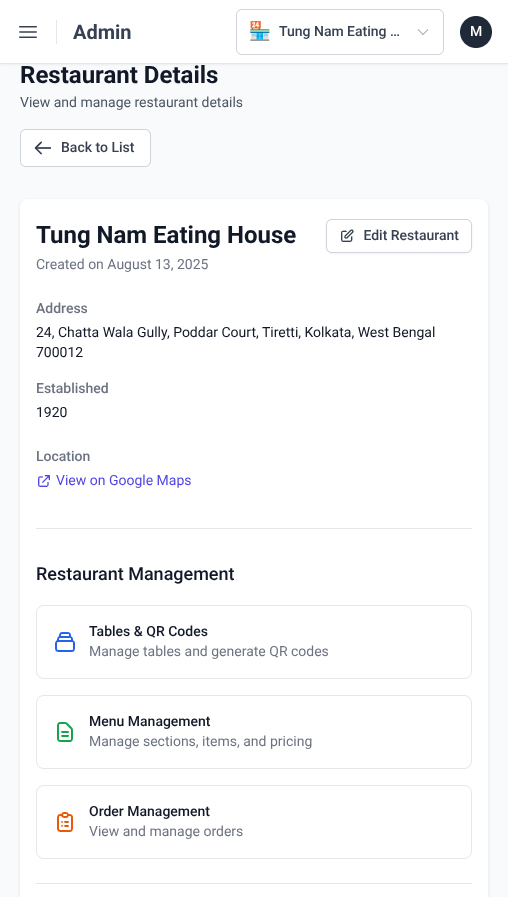 Admin
Tung Nam Eating ...
M
Restaurant Details
View and manage restaurant details
Back to List
Tung Nam Eating House
Edit Restaurant
Created on August 13, 2025
Address
24, Chatta Wala Gully, Poddar Court, Tiretti, Kolkata, West Bengal
700012
Established
1920
Location
View on Google Maps
Restaurant Management
Tables & QR Codes
Manage tables and generate QR codes
Menu Management
Manage sections, items, and pricing
Order Management
View and manage orders